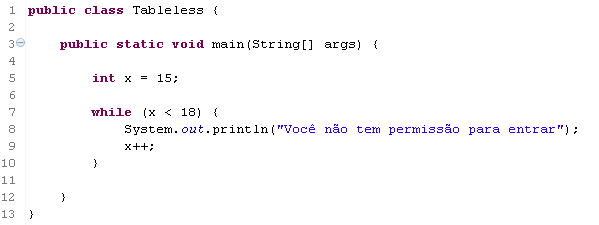 1 public class Tableless {
2
3 public static void main(String[] args) {
4
5 int x = 15;
6
7 while (x < 18) {
8 System.out.println("Você não tem permissão para entrar");
9 x++;
10 }
11
12 }
13 }